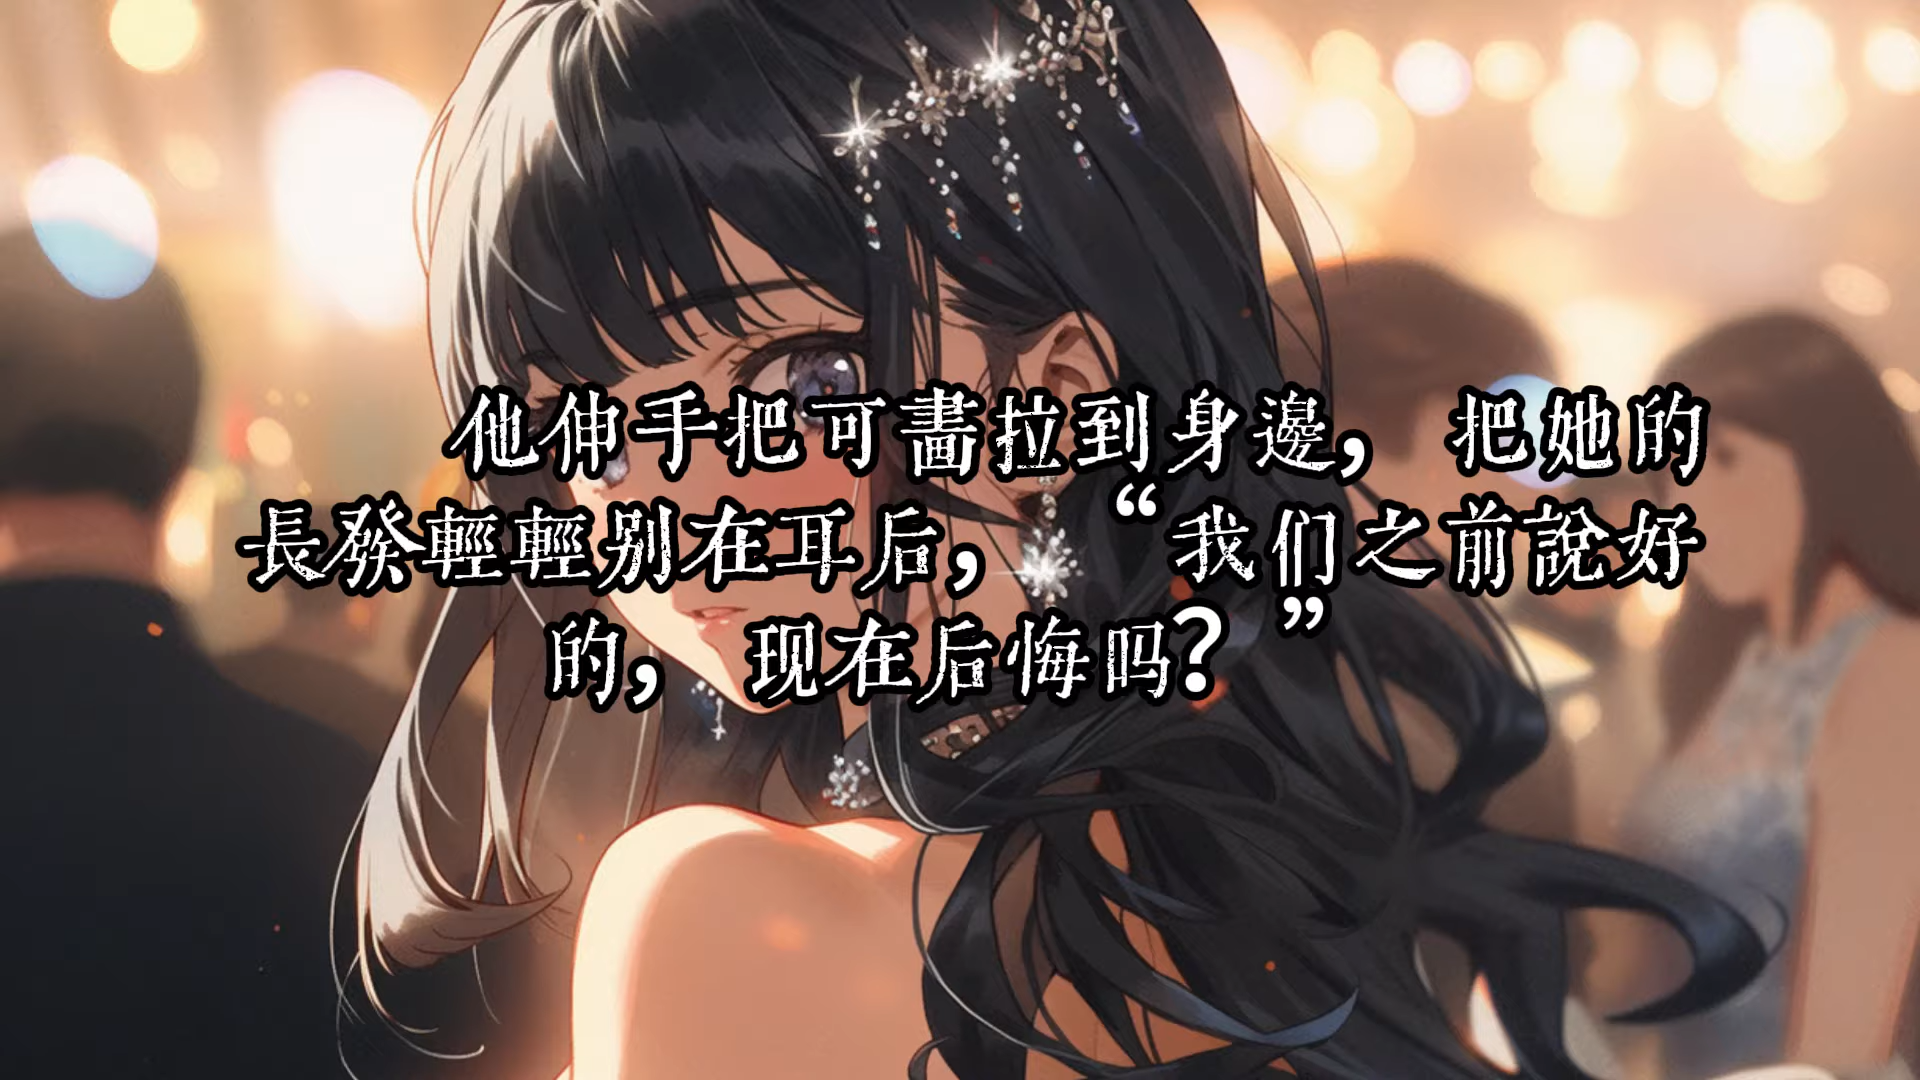 他伸手把可畫拉到身邊，把她的
長發輕輕别在耳后，“我们之前說好
的，现在后悔吗？”